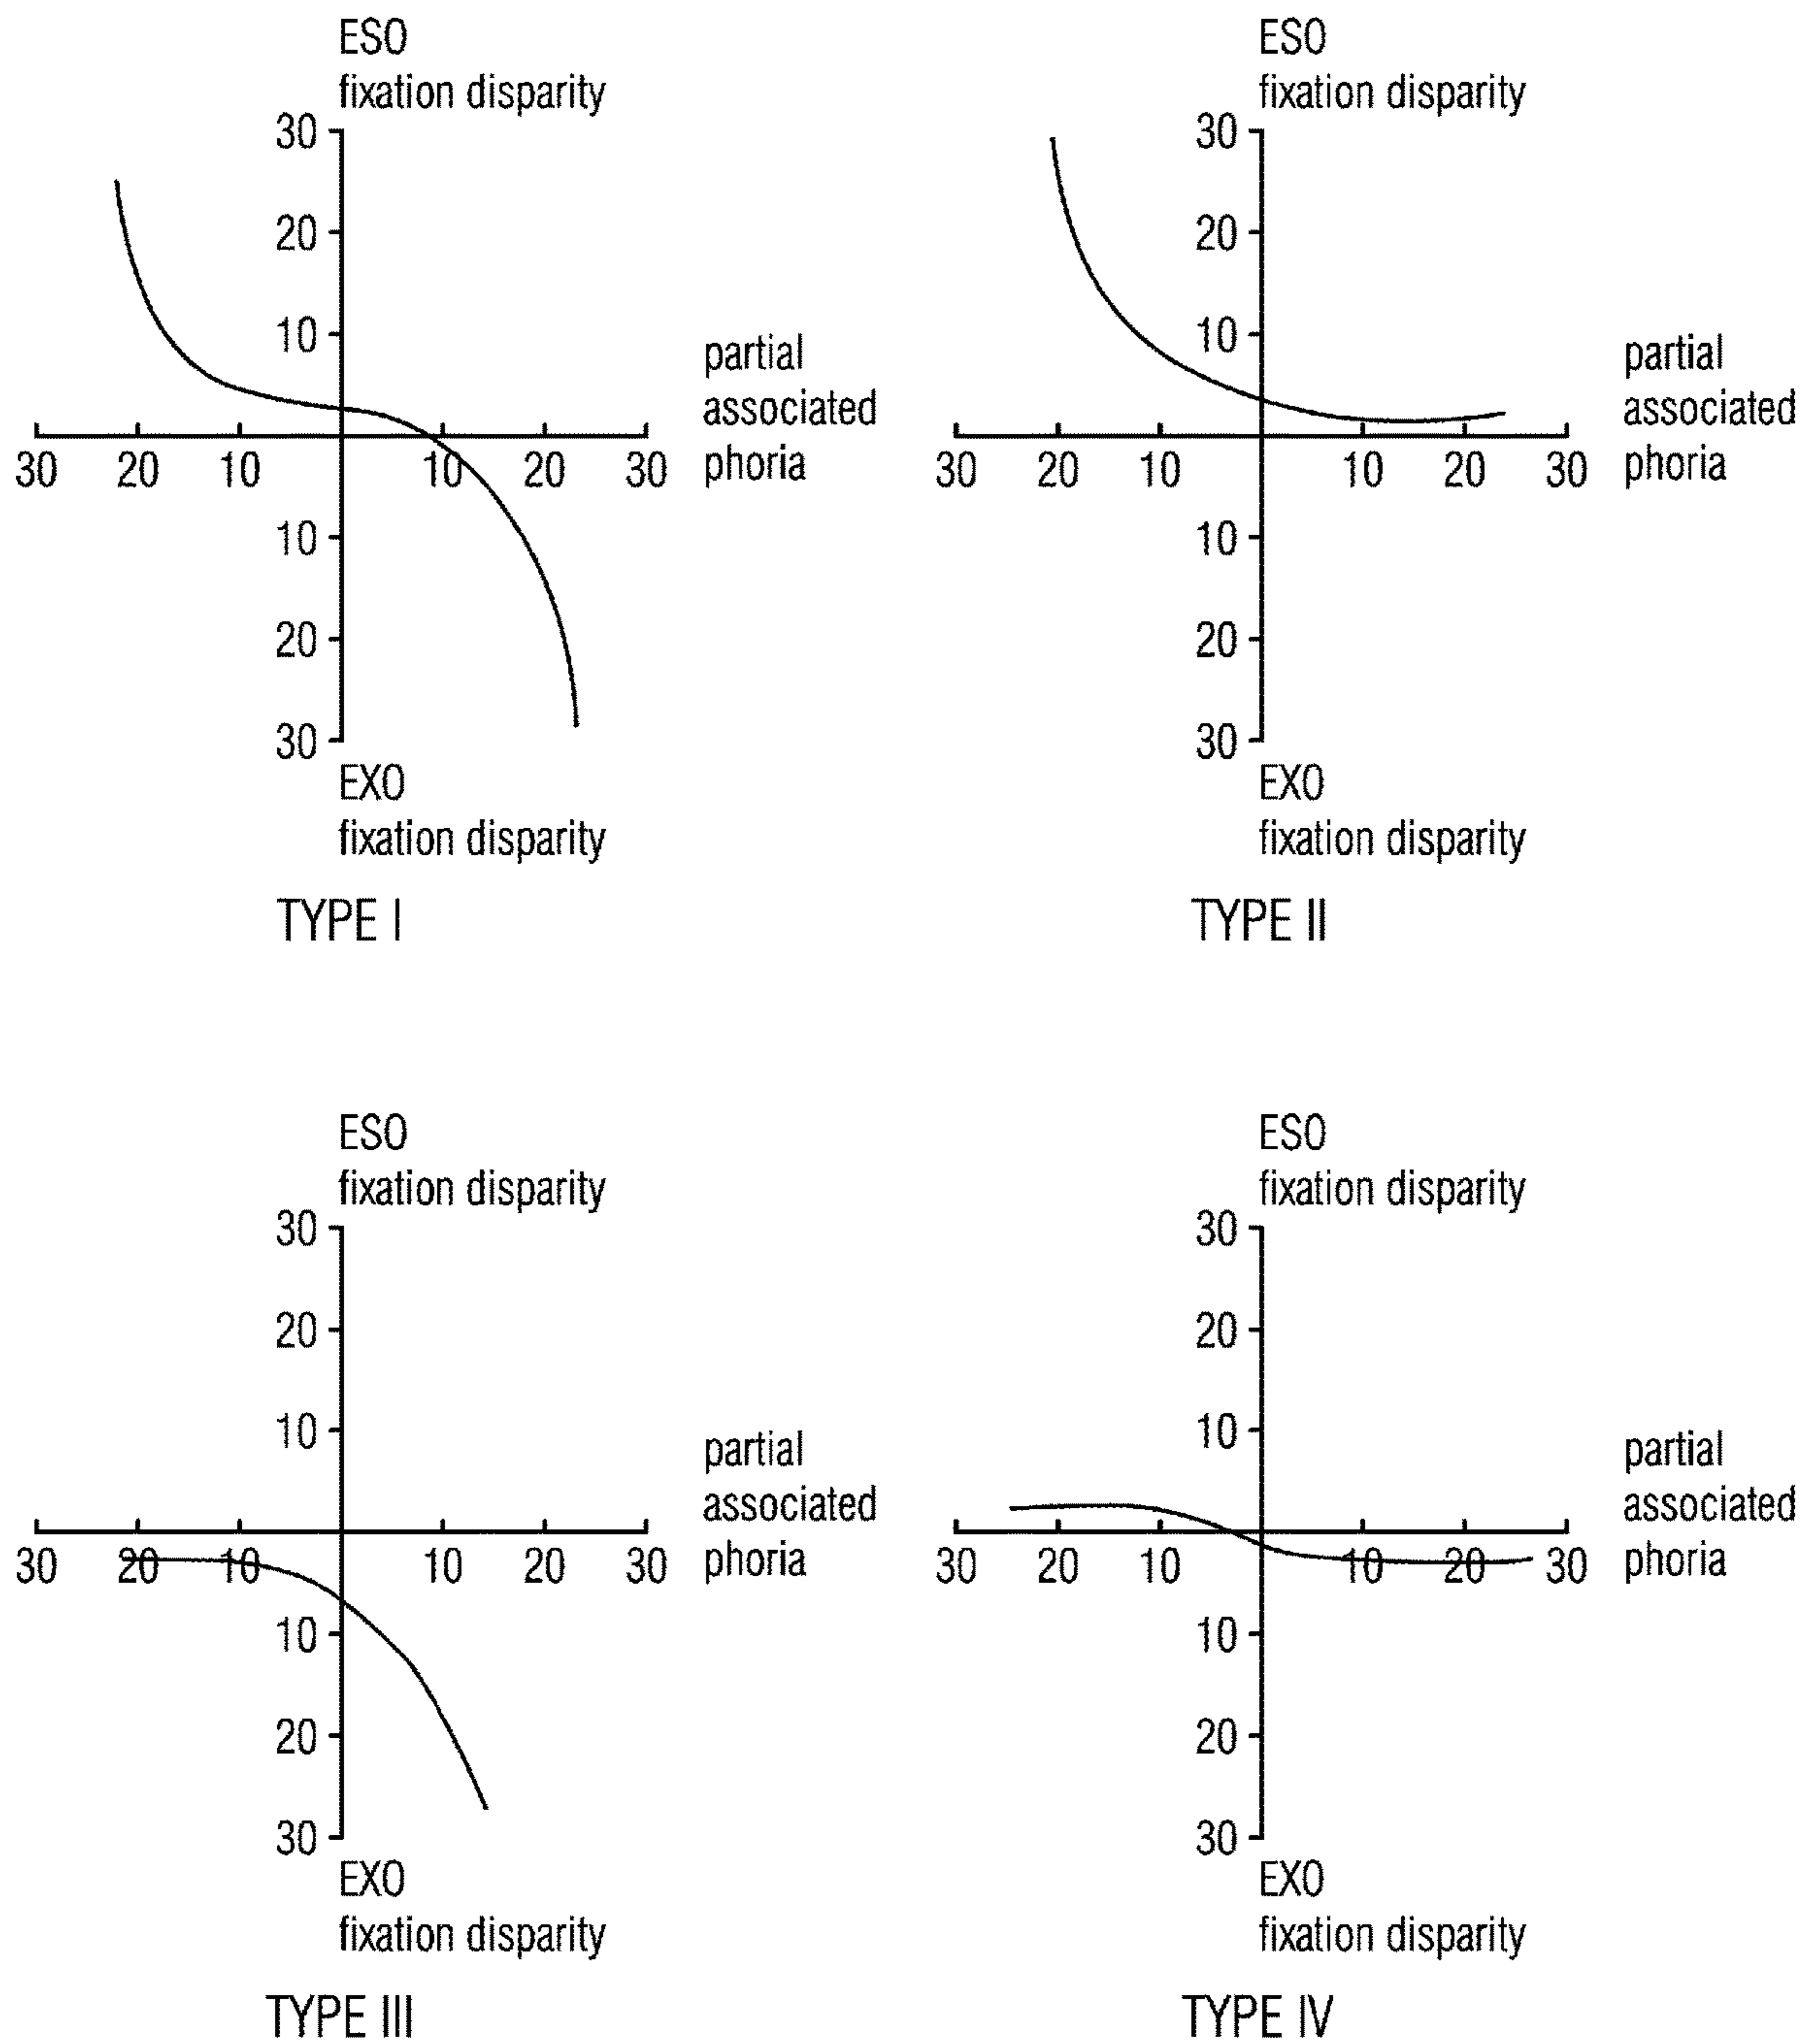 ESO
fixation disparity
30
20
10
partial
associated
phoria
30 20 10 10 20 30
10
20
30
EXO
fixation disparity
TYPE I
ESO
fixation disparity
30
20
10
partial
associated
phoria
30 20 10 10 20 30
10
20
30
EXO
fixation disparity
TYPE II
ESO
fixation disparity
30
20
10
partial
associated
phoria
30 20 10 10 20 30
10
20
30
EXO
fixation disparity
TYPE III
ESO
fixation disparity
30
20
10
partial
associated
phoria
30 20 10 10 20 30
10
20
30
EXO
fixation disparity
TYPE IV